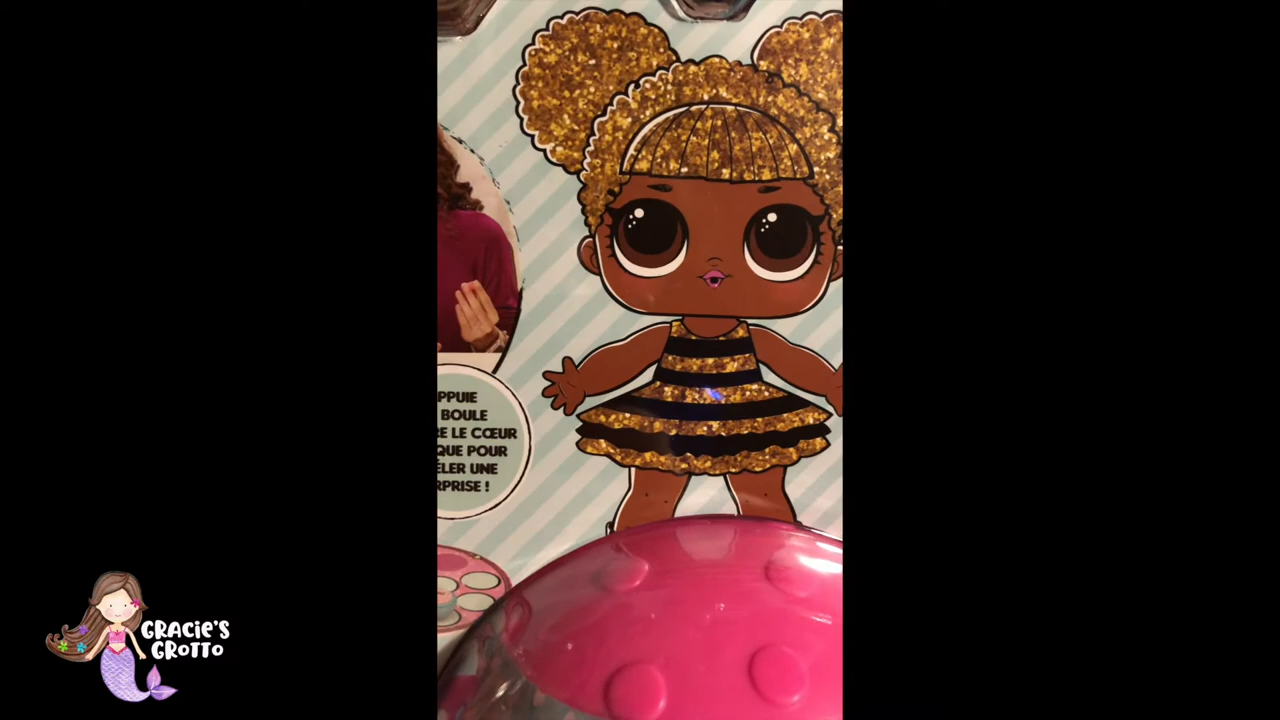 PPUIE
BOULE
RE LE CŒUR
QUE POUR
ÉLER UNE
RPRISE !
GRACIE'S
GROTTO